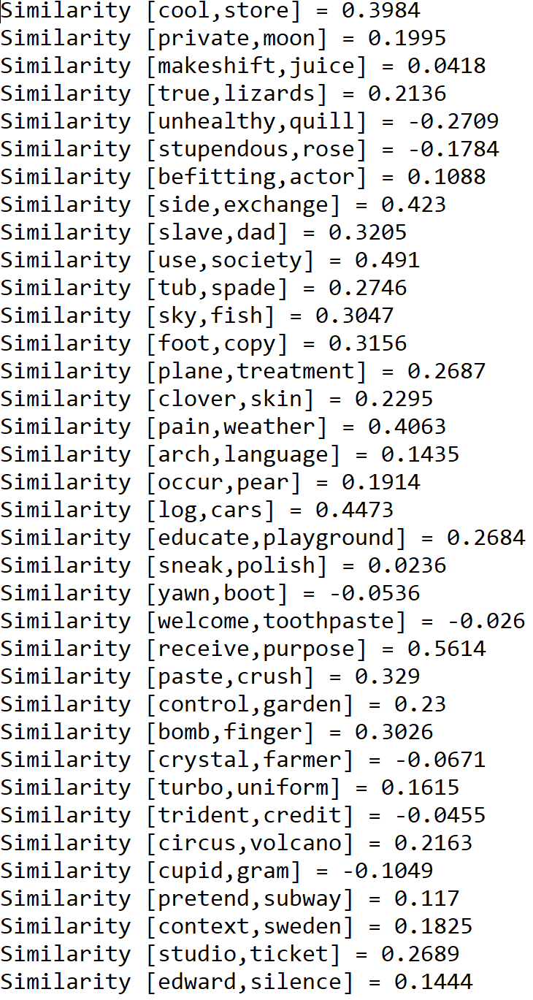 Similarity [cool,store] = 0.3984
Similarity [private,moon] = 0.1995
Similarity [makeshift,juice] = 0.0418
Similarity [true,lizards] = 0.2136
Similarity [unhealthy,quill] = -0.2709
Similarity [stupendous,rose] = -0.1784
Similarity [befitting,actor] = 0.1088
Similarity [side,exchange] = 0.423
Similarity [slave,dad] = 0.3205
Similarity [use,society] = 0.491
Similarity [tub,spade] = 0.2746
Similarity [sky,fish] = 0.3047
Similarity [foot,copy] = 0.3156
Similarity [plane,treatment] = 0.2687
Similarity [clover,skin] = 0.2295
Similarity [pain,weather] = 0.4063
Similarity [arch,language] = 0.1435
Similarity [occur,pear] = 0.1914
Similarity [log,cars] = 0.4473
Similarity [educate,playground] = 0.2684
Similarity [sneak,polish] = 0.0236
Similarity [yawn,boot] = -0.0536
Similarity [welcome,toothpaste] = -0.026
Similarity [receive,purpose] = 0.5614
Similarity [paste,crush] = 0.329
Similarity [control,garden] = 0.23
Similarity [bomb,finger] = 0.3026
Similarity [crystal,farmer] = -0.0671
Similarity [turbo,uniform] = 0.1615
Similarity [trident,credit] = -0.0455
Similarity [circus,volcano] = 0.2163
Similarity [cupid,gram] = -0.1049
Similarity [pretend,subway] = 0.117
Similarity [context,sweden] = 0.1825
Similarity [studio,ticket] = 0.2689
Similarity [edward,silence] = 0.1444